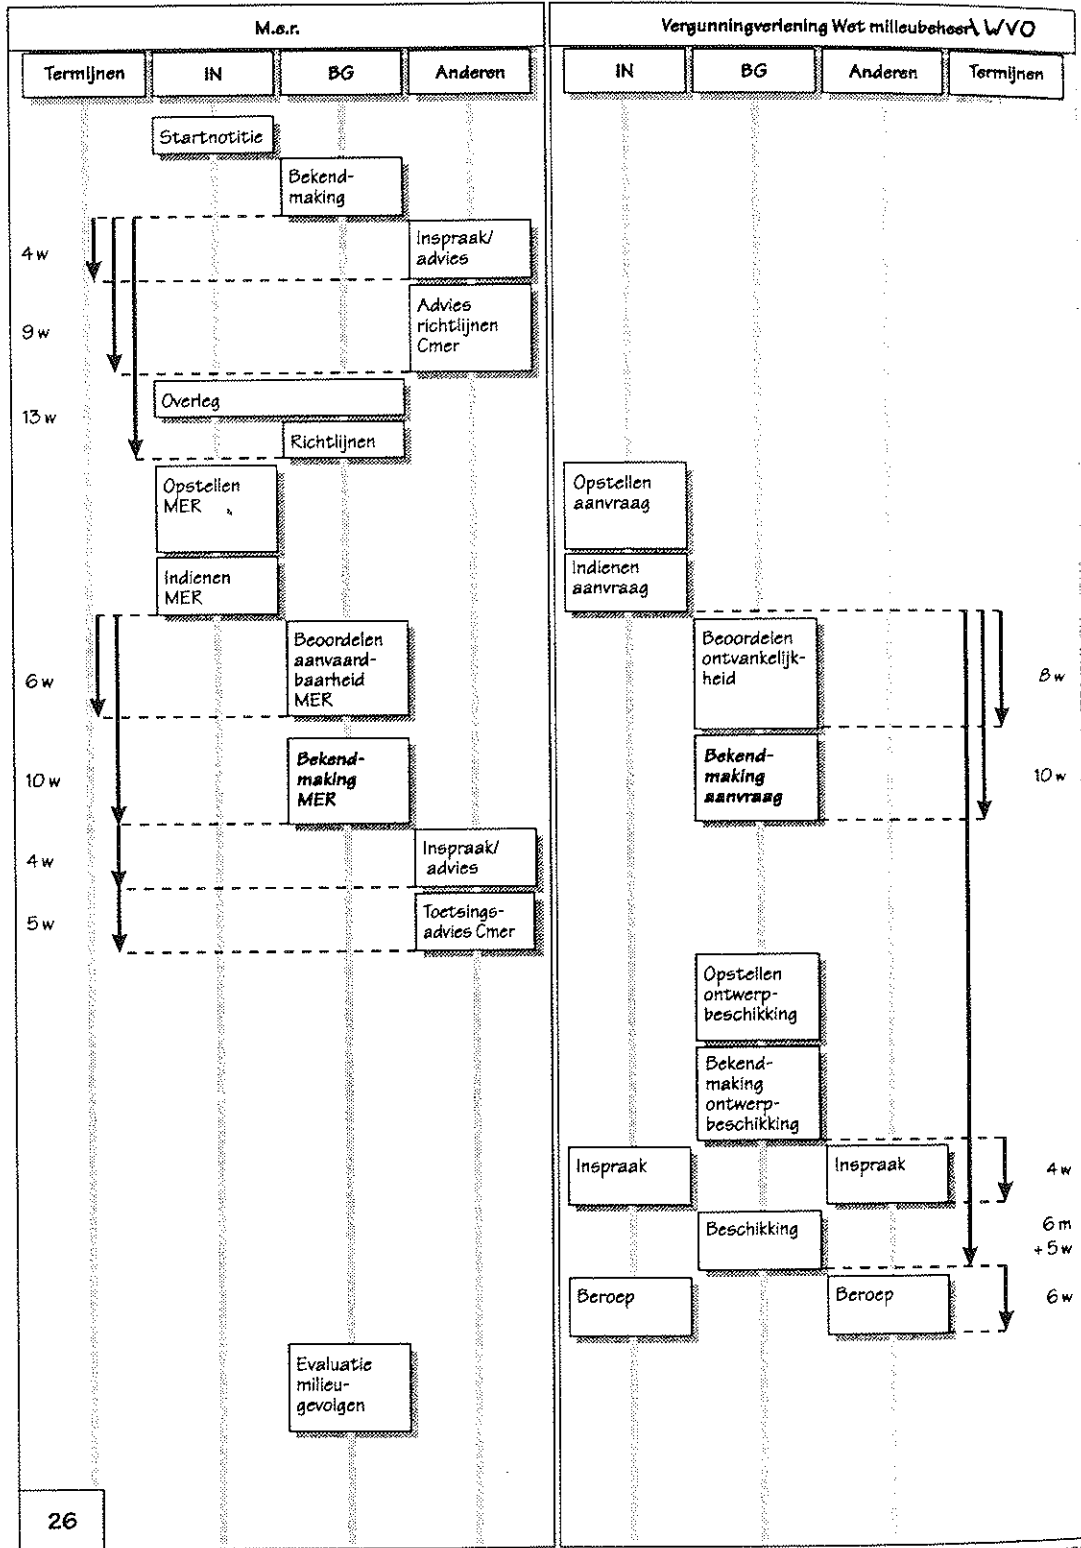 M.e.r.
Termijnen
IN
BG
Anderen
Startnotitie
Bekend-
making
4 w
Inspraak/
advies
9 w
Advies
richtlijnen
Cmer
13 w
Overleg
Richtlijnen
Opstellen
MER
Indienen
MER
6 w
Beoordelen
aanvaard-
baarheid
MER
10 w
Bekend-
making
MER
4 w
Inspraak/
advies
5 w
Toetsings-
advies Cmer
Evaluatie
milieu-
gevolgen
26
Vergunningverlening Wet milieubeheer\ WVO
IN
BG
Anderen
Termijnen
Opstellen
aanvraag
Indienen
aanvraag
Beoordelen
ontvankelijk-
heid
8 w
Bekend-
making
aanvraag
10 w
Opstellen
ontwerp-
beschikking
Bekend-
making
ontwerp-
beschikking
Inspraak
Inspraak
4 w
Beschikking
6 m
+ 5 w
Beroep
Beroep
6 w